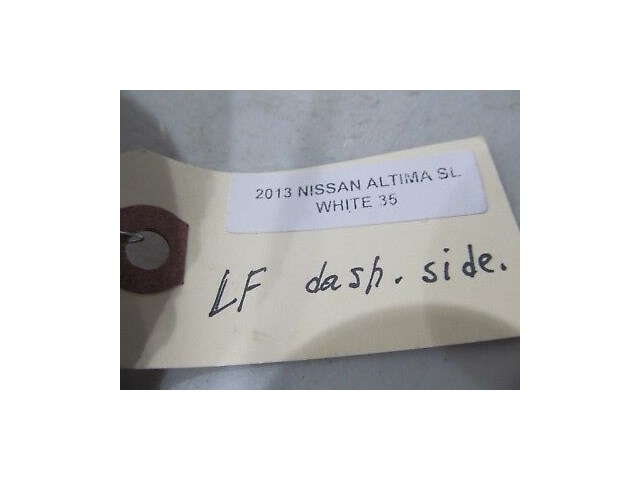 2013 NISSAN ALTIMA SL
WHITE 35
LF dash. side.